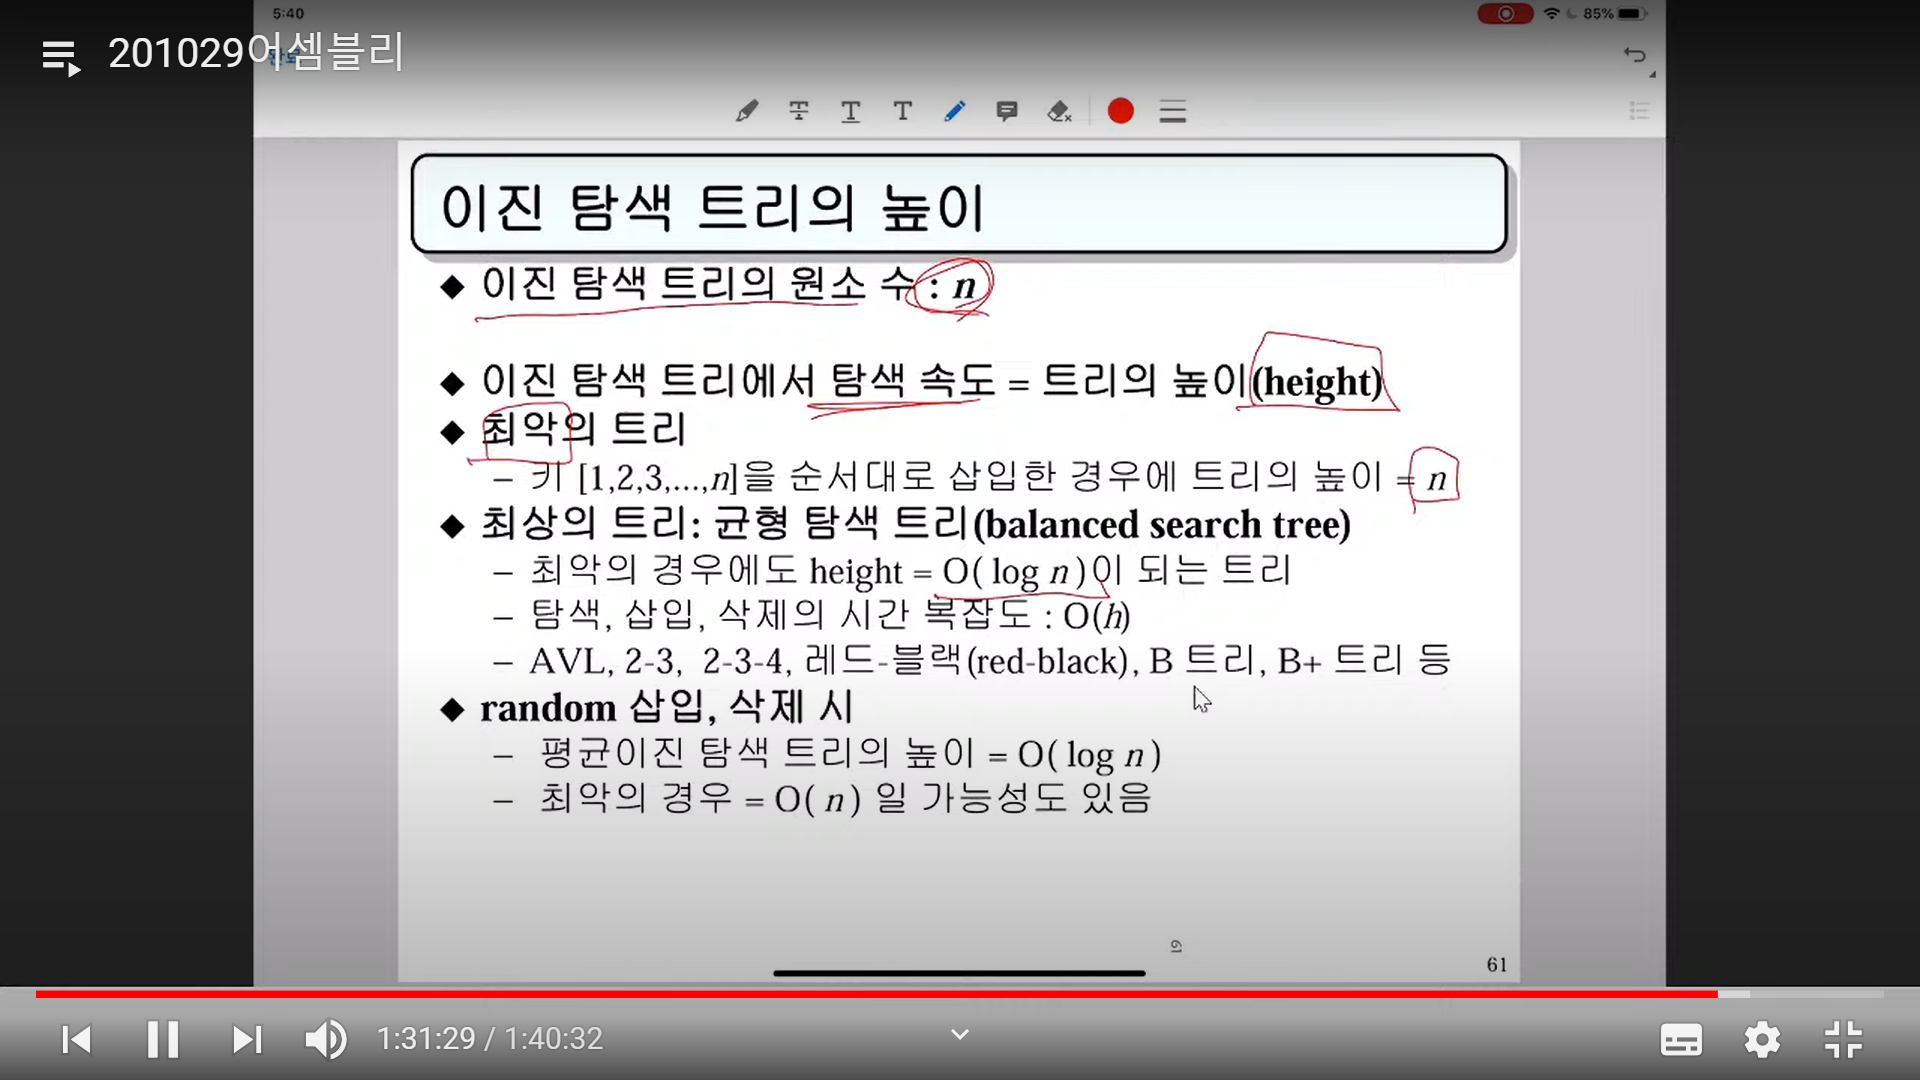 5:40
85%
201029어셈블리
이진 탐색 트리의 높이
◆ 이진 탐색 트리의 원소 수 : n
◆ 이진 탐색 트리에서 탐색 속도 = 트리의 높이(height)
◆ 최악의 트리
– 키 [1,2,3,...,n]을 순서대로 삽입한 경우에 트리의 높이 = n
◆ 최상의 트리: 균형 탐색 트리(balanced search tree)
– 최악의 경우에도 height = O( log n )이 되는 트리
– 탐색, 삽입, 삭제의 시간 복잡도 : O(h)
– AVL, 2-3, 2-3-4, 레드-블랙(red-black), B 트리, B+ 트리 등
◆ random 삽입, 삭제 시
– 평균이진 탐색 트리의 높이 = O( log n )
– 최악의 경우 = O( n ) 일 가능성도 있음
61
61
1:31:29 / 1:40:32